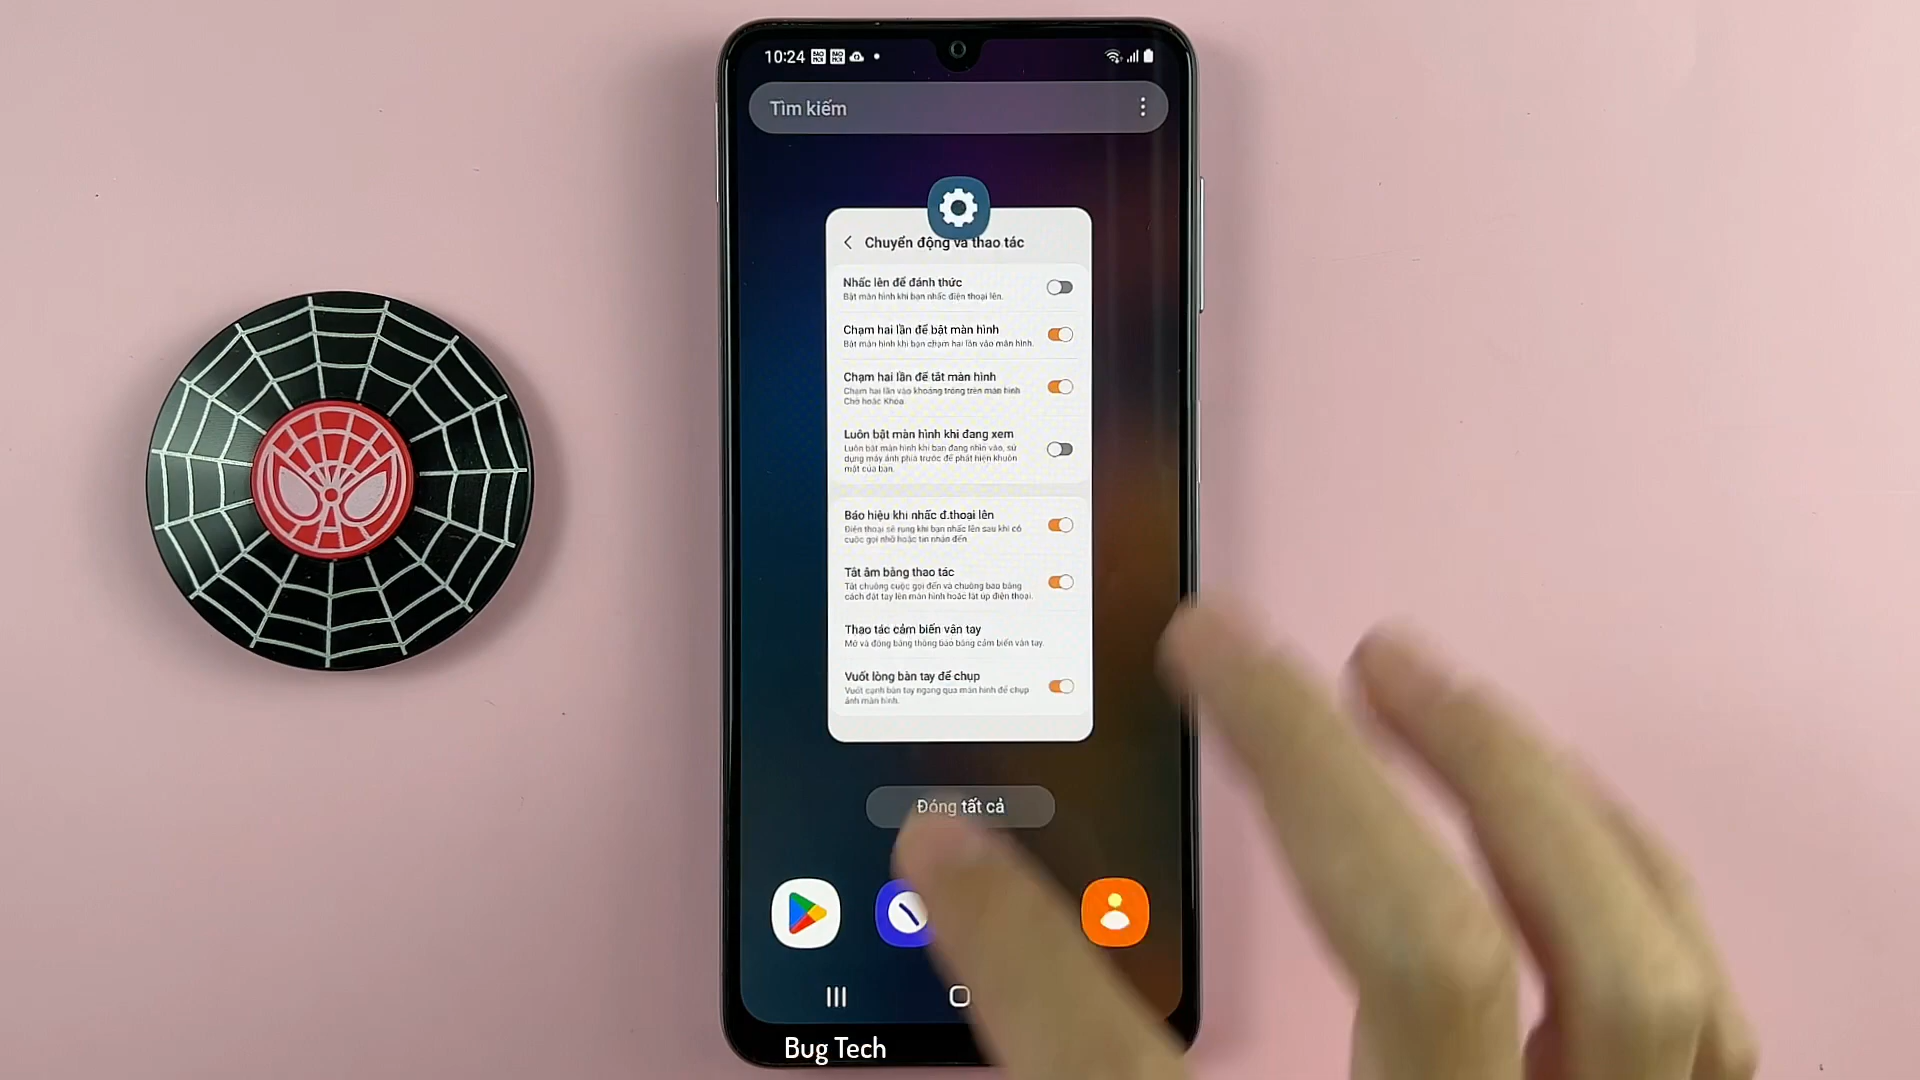 10:24
Tìm kiếm
Chuyển động và thao tác
Nhấc lên để đánh thức
Bật màn hình khi bạn nhấc điện thoại lên.
Chạm hai lần để bật màn hình
Bật màn hình khi bạn chạm hai lần vào màn hình.
Chạm hai lần để tắt màn hình
Chạm hai lần vào khoảng trống trên màn hình
Chờ hoặc Khóa
Luôn bật màn hình khi đang xem
Luôn bật màn hình khi bạn đang nhìn vào, sử
dụng máy ảnh phía trước để phát hiện khuôn
mặt của bạn.
Báo hiệu khi nhấc đ.thoại lên
Điện thoại sẽ rung khi bạn nhấc lên sau khi có
cuộc gọi nhỡ hoặc tin nhắn đến
Tắt âm bằng thao tác
Tắt chuông cuộc gọi đến và chuông báo bằng
cách đặt tay lên màn hình hoặc lật úp điện thoại.
Thao tác cảm biến vân tay
Mở và đóng bảng thông báo bằng cảm biến vân tay.
Vuốt lòng bàn tay để chụp
Vuốt cạnh bàn tay ngang qua màn hình để chụp
ảnh màn hình.
Đóng tất cả
Bug Tech